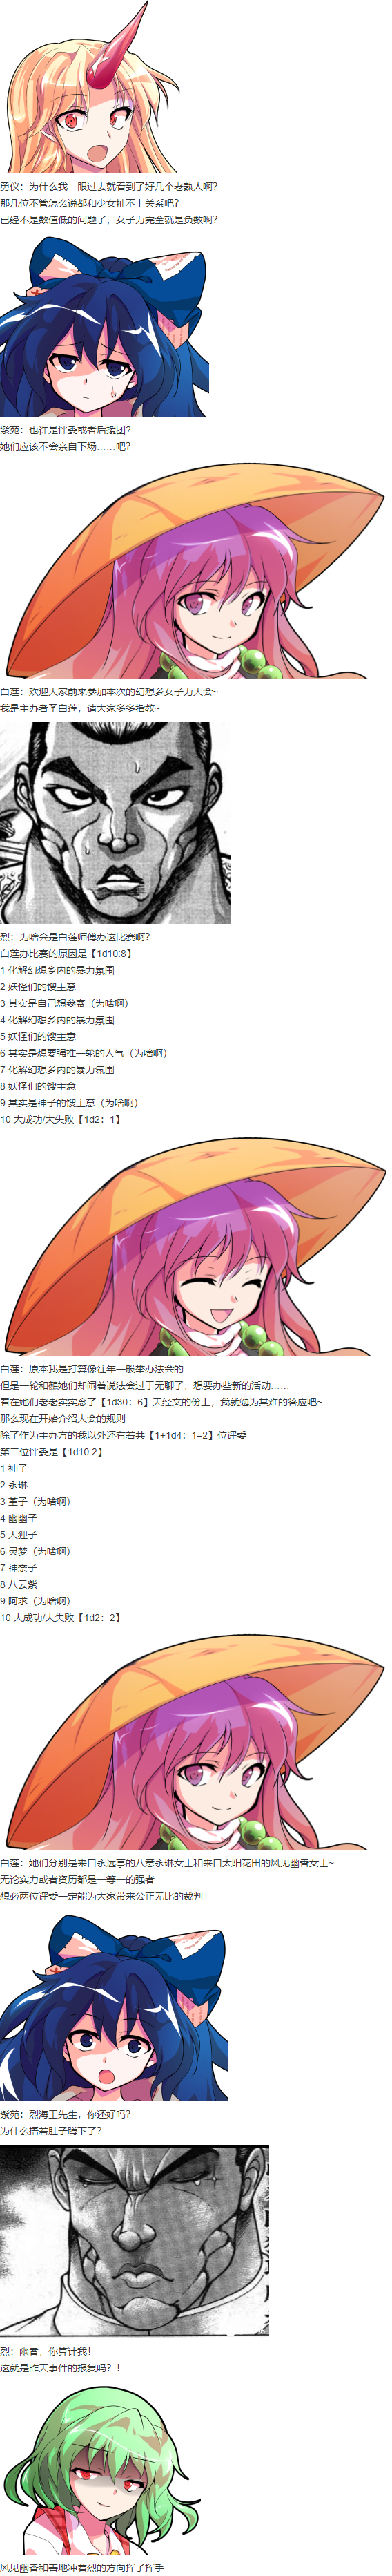 勇仪：为什么我一眼过去就看到了好几个老熟人啊？
那几位不管怎么说都和少女扯不上关系吧？
已经不是数值低的问题了，女子力完全就是负数啊？
紫苑：也许是评委或者后援团？
她们应该不会亲自下场……吧？
白莲：欢迎大家前来参加本次的幻想乡女子力大会~
我是主办者圣白莲，请大家多多指教~
烈：为啥会是白莲师傅办这比赛啊？
白莲办比赛的原因是【1d10:8】
1 化解幻想乡内的暴力氛围
2 妖怪们的馊主意
3 其实是自己想参赛（为啥啊）
4 化解幻想乡内的暴力氛围
5 妖怪们的馊主意
6 其实是想要强推一轮的人气（为啥啊）
7 化解幻想乡内的暴力氛围
8 妖怪们的馊主意
9 其实是神子的馊主意（为啥啊）
10 大成功/大失败【1d2：1】
白莲：原本我是打算像往年一般举办法会的
但是一轮和鵺她们却闹着说法会过于无聊了，想要办些新的活动……
看在她们老老实实念了【1d30：6】天经文的份上，我就勉为其难的答应吧~
那么现在开始介绍大会的规则
除了作为主办方的我以外还有着共【1+1d4：1=2】位评委
第二位评委是【1d10:2】
1 神子
2 永琳
3 堇子（为啥啊）
4 幽幽子
5 大狸子
6 灵梦（为啥啊）
7 神奈子
8 八云紫
9 阿求（为啥啊）
10 大成功/大失败【1d2：2】
白莲：她们分别是来自永远亭的八意永琳女士和来自太阳花田的风见幽香女士~
无论实力或者资历都是一等一的强者
想必两位评委一定能为大家带来公正无比的裁判
紫苑：烈海王先生，你还好吗？
为什么捂着肚子蹲下了？
烈：幽香，你算计我！
这就是昨天事件的报复吗？！
风见幽香和善地冲着烈的方向挥了挥手